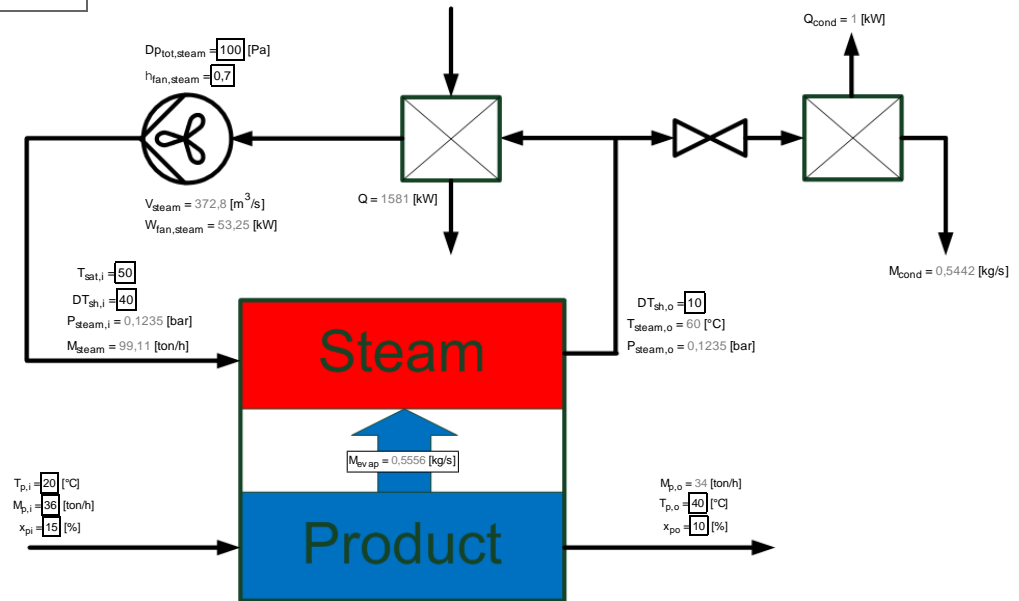 Q_cond = 1 [kW]
Dp_tot,steam = 100 [Pa]
h_fan,steam = 0,7
V_steam = 372,8 [m^3/s]
W_fan,steam = 53,25 [kW]
Q = 1581 [kW]
M_cond = 0,5442 [kg/s]
T_sat,i = 50
DT_sh,i = 40
P_steam,i = 0,1235 [bar]
M_steam = 99,11 [ton/h]
DT_sh,o = 10
T_steam,o = 60 [°C]
P_steam,o = 0,1235 [bar]
Steam
M_evap = 0,5556 [kg/s]
T_p,i = 20 [°C]
M_p,i = 36 [ton/h]
x_pi = 15 [%]
M_p,o = 34 [ton/h]
T_p,o = 40 [°C]
x_po = 10 [%]
Product